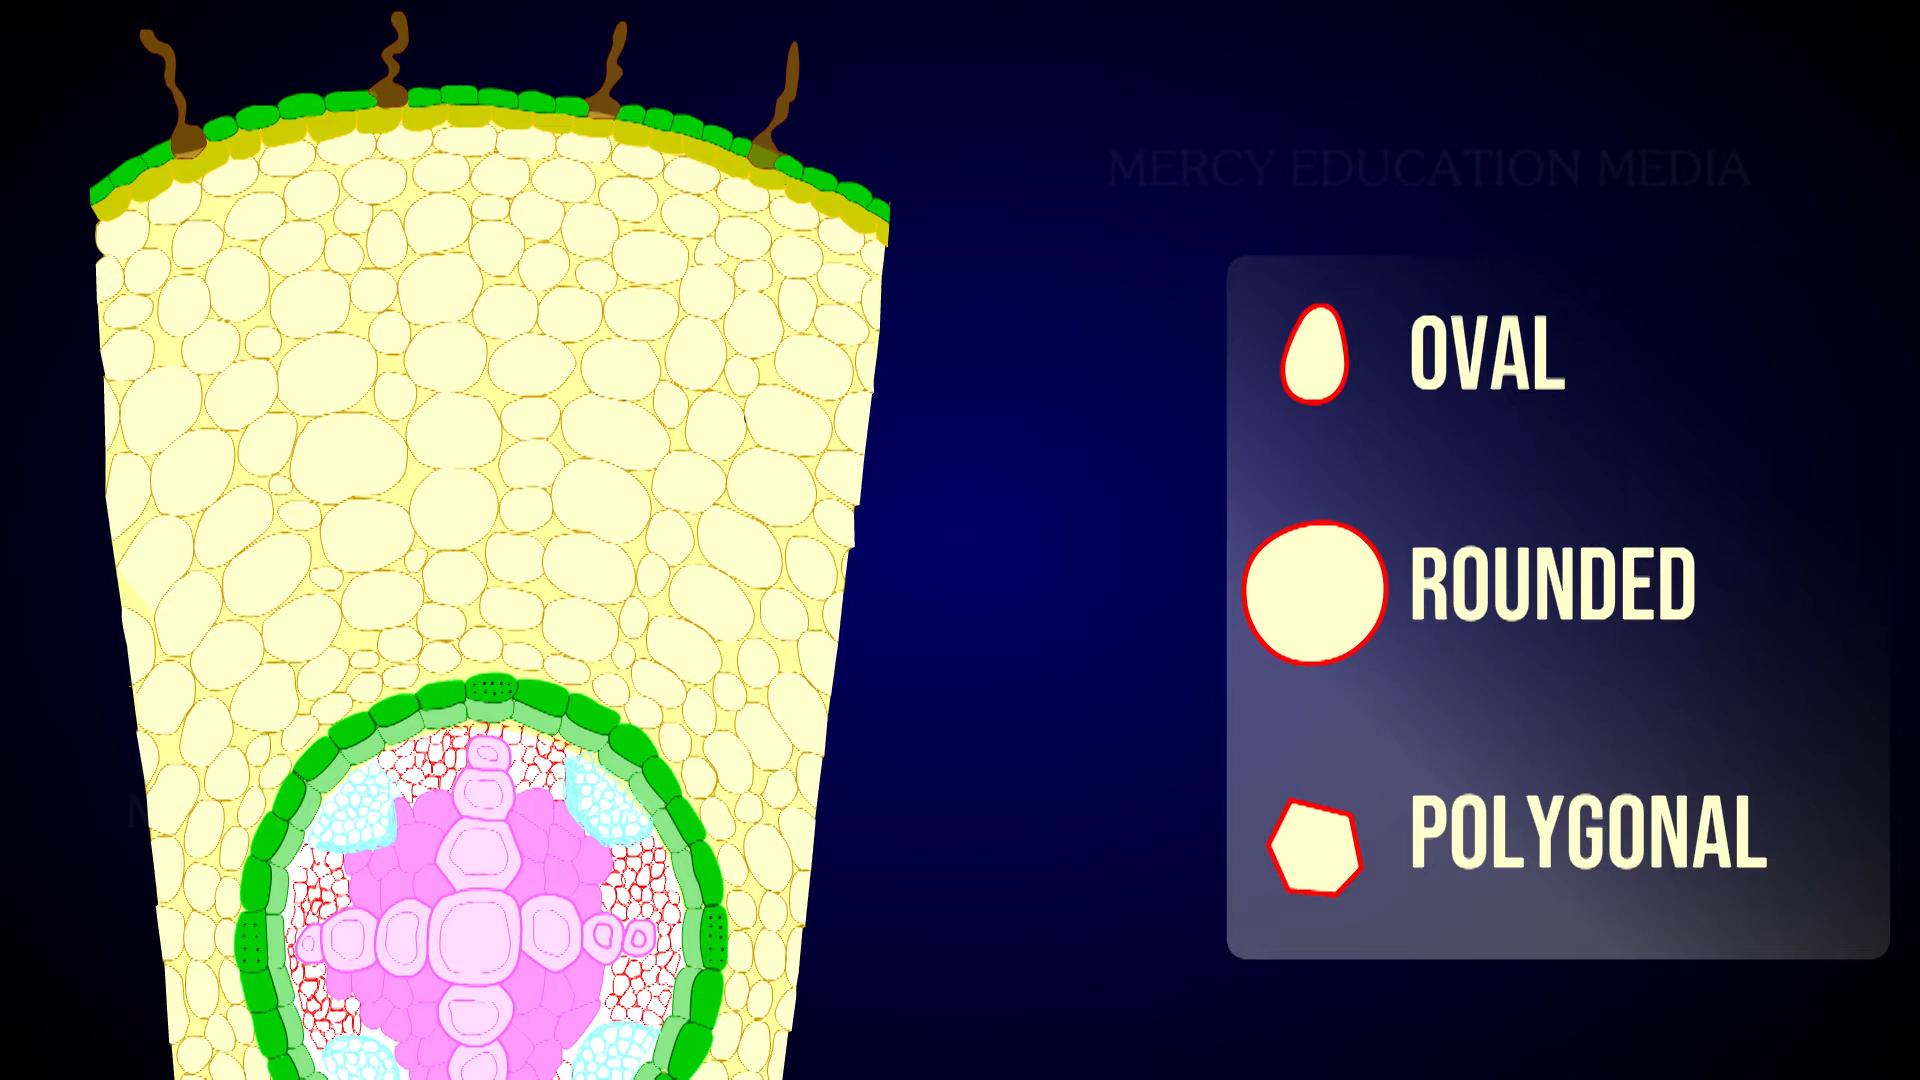 MERCY EDUCATION MEDIA
OVAL
ROUNDED
POLYGONAL